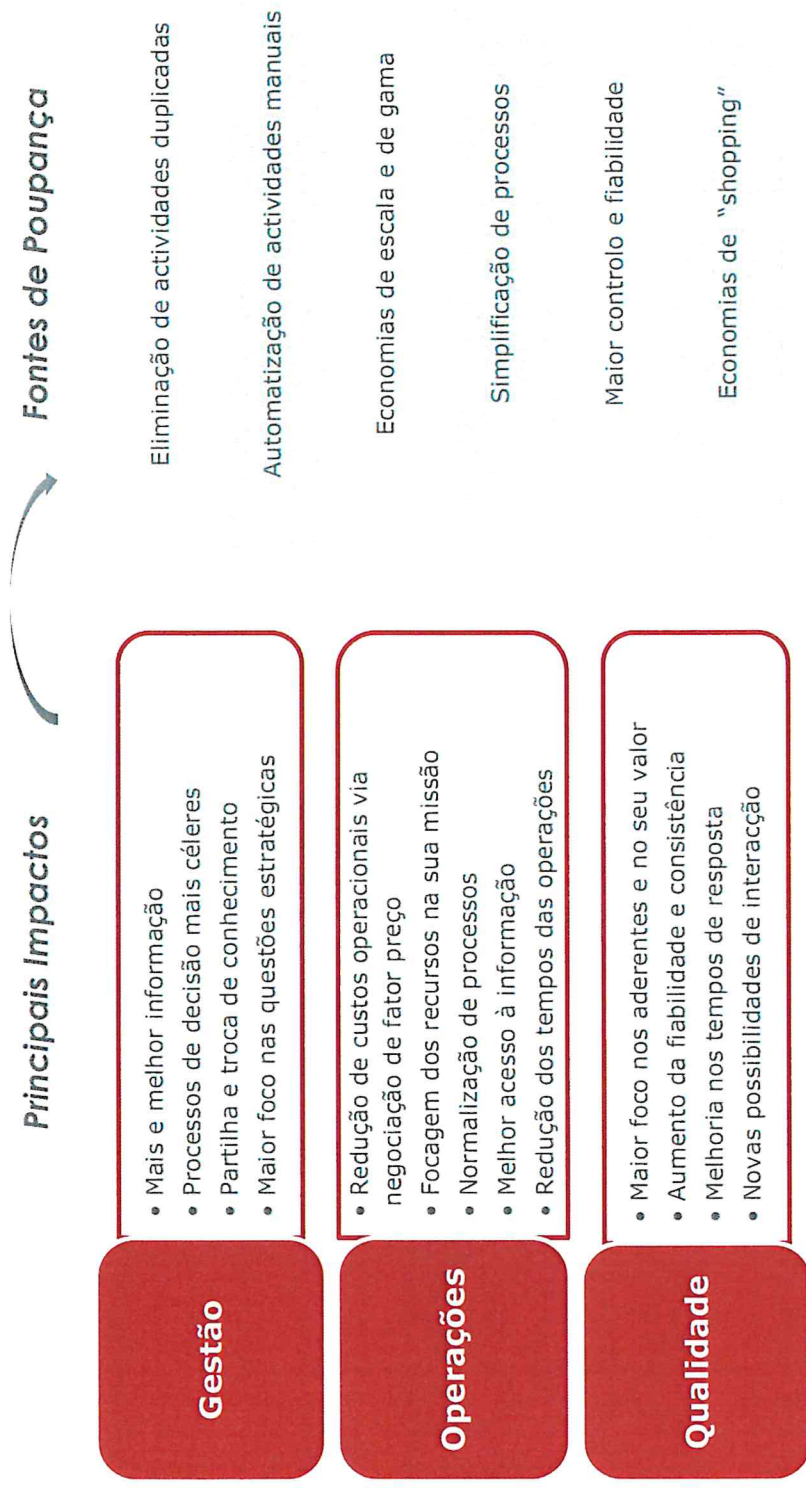 Principais Impactos
Fontes de Poupança
Gestão
• Mais e melhor informação
• Processos de decisão mais céleres
• Partilha e troca de conhecimento
• Maior foco nas questões estratégicas
Operações
• Redução de custos operacionais via
negociação de fator preço
• Focagem dos recursos na sua missão
• Normalização de processos
• Melhor acesso à informação
• Redução dos tempos das operações
Qualidade
• Maior foco nos aderentes e no seu valor
• Aumento da fiabilidade e consistência
• Melhoria nos tempos de resposta
• Novas possibilidades de interacção
Eliminação de actividades duplicadas
Automatização de actividades manuais
Economias de escala e de gama
Simplificação de processos
Maior controlo e fiabilidade
Economias de "shopping"